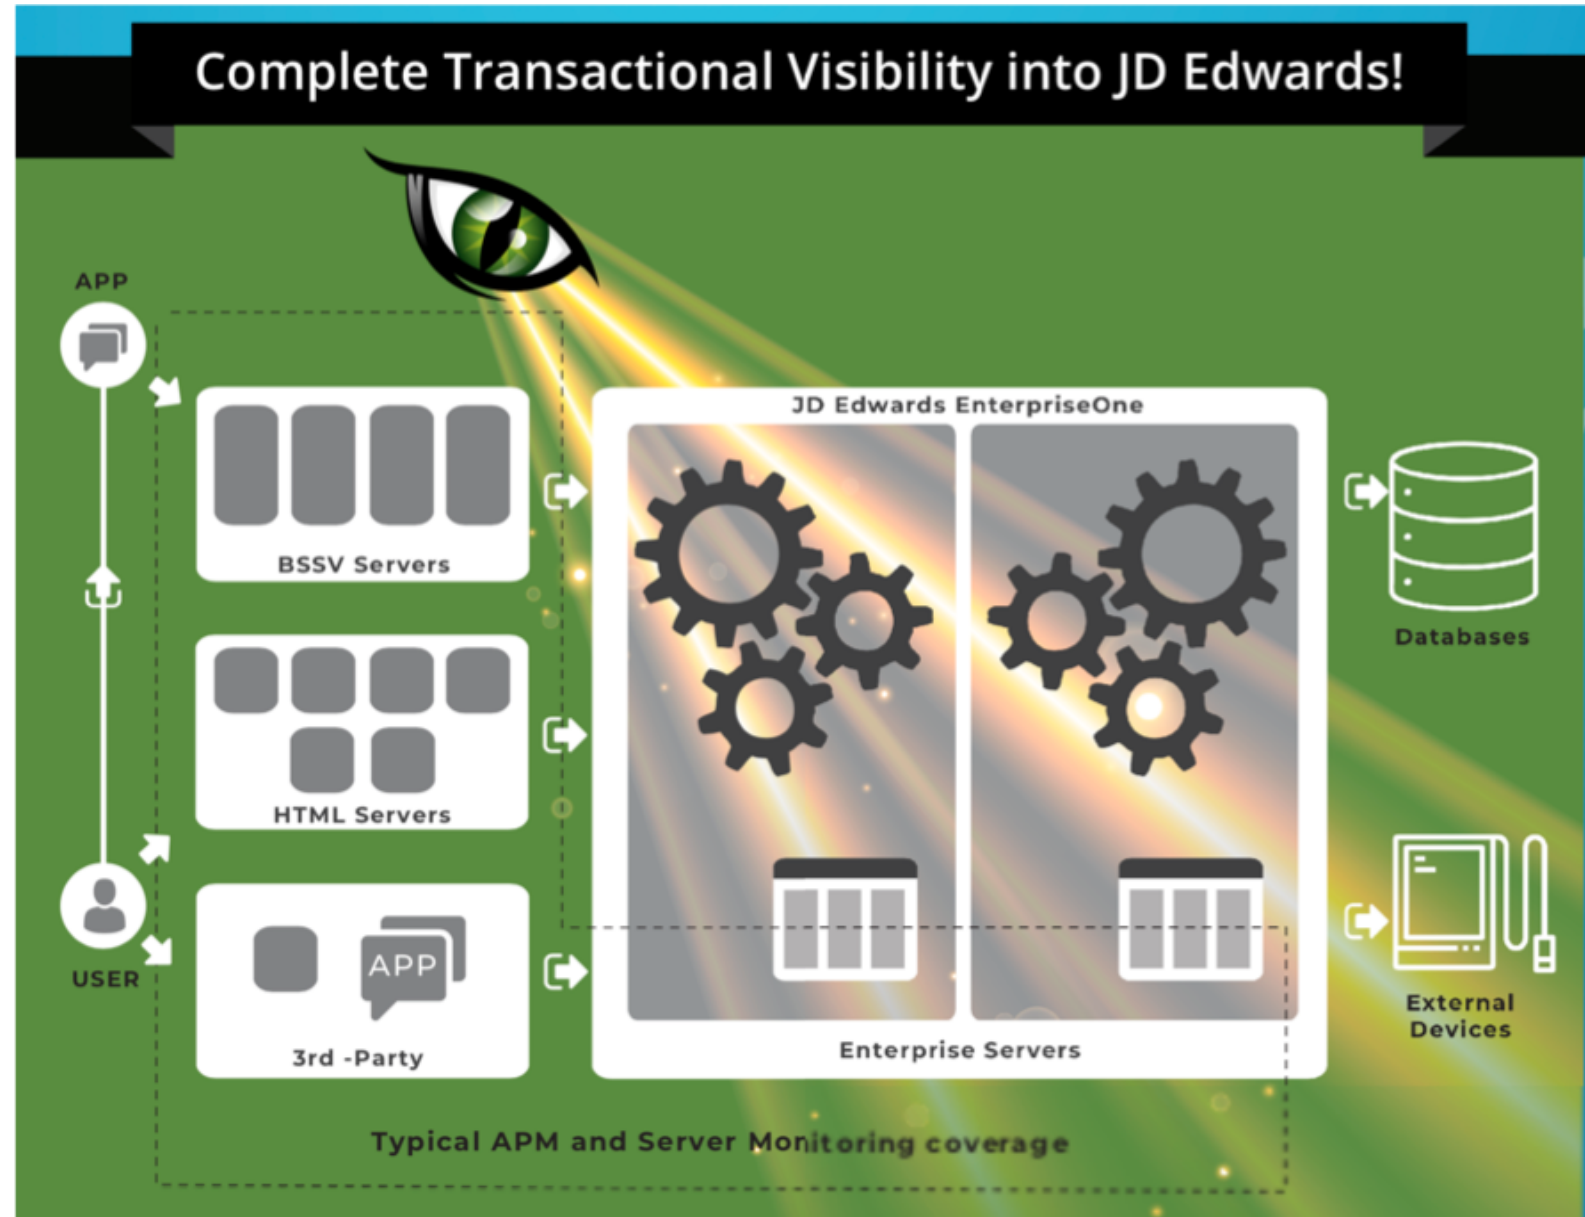 Complete Transactional Visibility into JD Edwards!
APP
JD Edwards EnterpriseOne
BSSV Servers
Databases
HTML Servers
USER
APP
External
Devices
3rd -Party
Enterprise Servers
Typical APM and Server Monitoring coverage